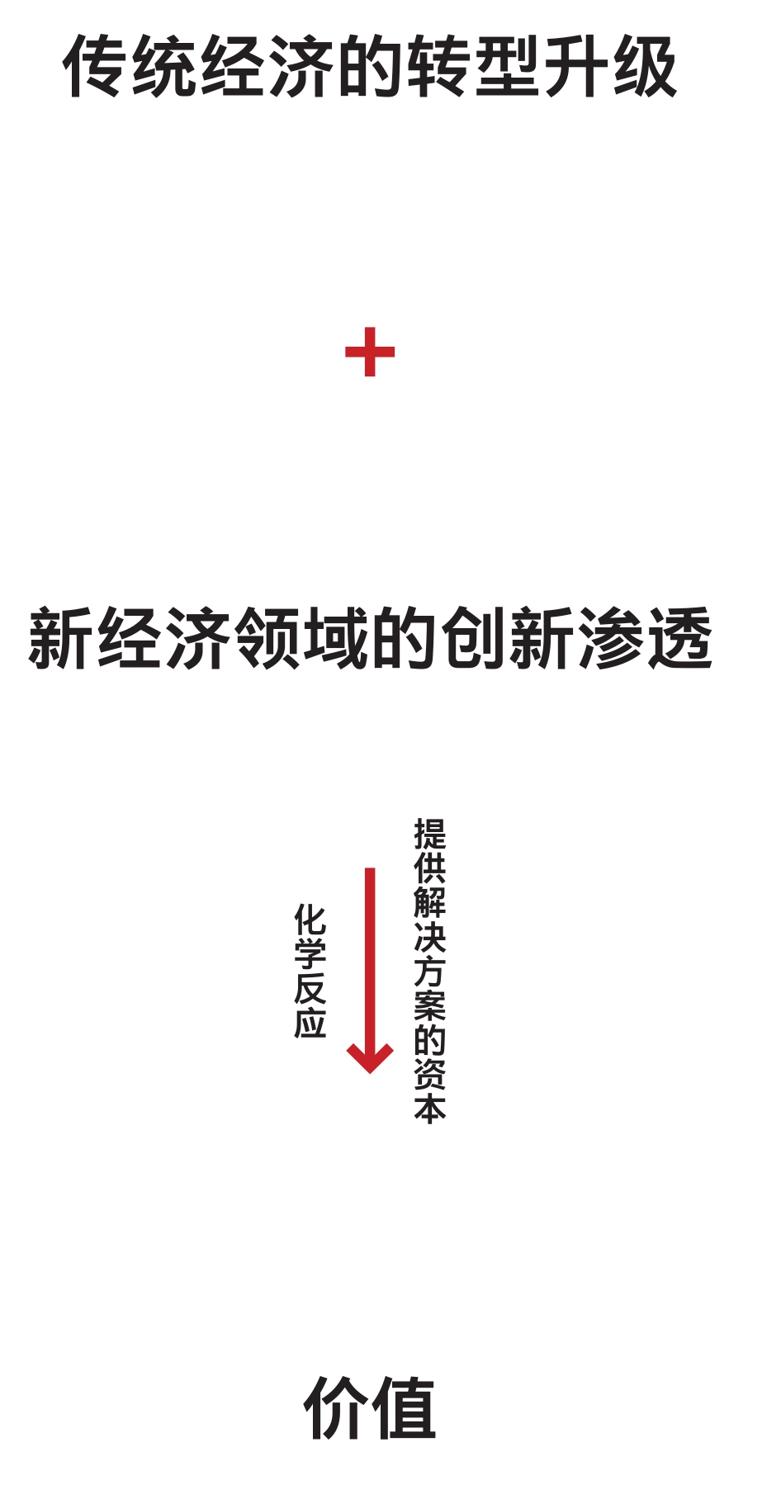 传统经济的转型升级
+
新经济领域的创新渗透
化学反应
提供解决方案的资本
价值